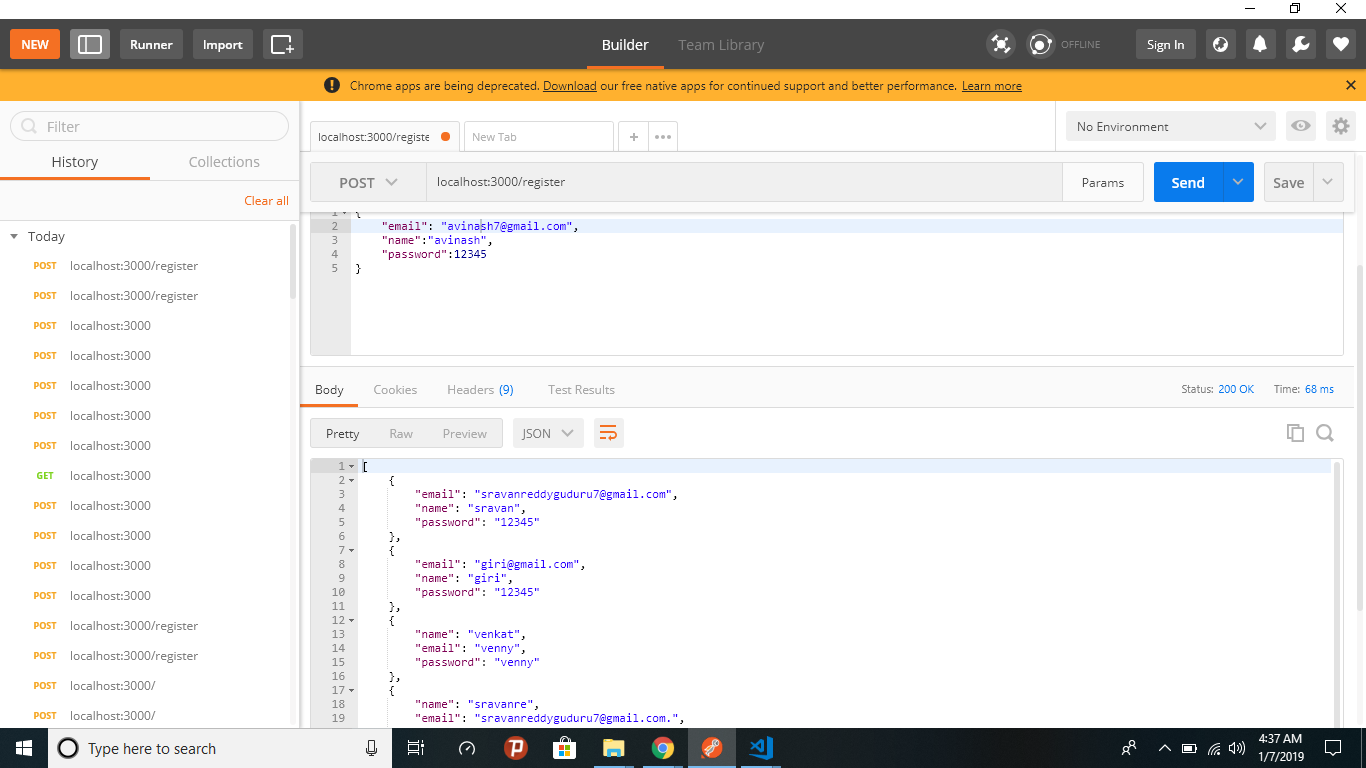 NEW
Runner
Import
Builder
Team Library
OFFLINE
Sign In
Chrome apps are being deprecated. Download our free native apps for continued support and better performance. Learn more
Filter
History
Collections
Clear all
Today
POST localhost:3000/register
POST localhost:3000/register
POST localhost:3000
POST localhost:3000
POST localhost:3000
POST localhost:3000
POST localhost:3000
GET localhost:3000
POST localhost:3000
POST localhost:3000
POST localhost:3000
POST localhost:3000
POST localhost:3000/register
POST localhost:3000/register
POST localhost:3000/
POST localhost:3000/
localhost:3000/registe
New Tab
No Environment
POST
localhost:3000/register
Params
Send
Save
1 {
2 "email": "avinash7@gmail.com",
3 "name":"avinash",
4 "password":12345
5 }
Body
Cookies
Headers (9)
Test Results
Status: 200 OK
Time: 68 ms
Pretty
Raw
Preview
JSON
1 [
2 {
3 "email": "sravanreddyguduru7@gmail.com",
4 "name": "sravan",
5 "password": "12345"
6 },
7 {
8 "email": "giri@gmail.com",
9 "name": "giri",
10 "password": "12345"
11 },
12 {
13 "name": "venkat",
14 "email": "venny",
15 "password": "venny"
16 },
17 {
18 "name": "sravanre",
19 "email": "sravanreddyguduru7@gmail.com.",
Type here to search
4:37 AM
1/7/2019